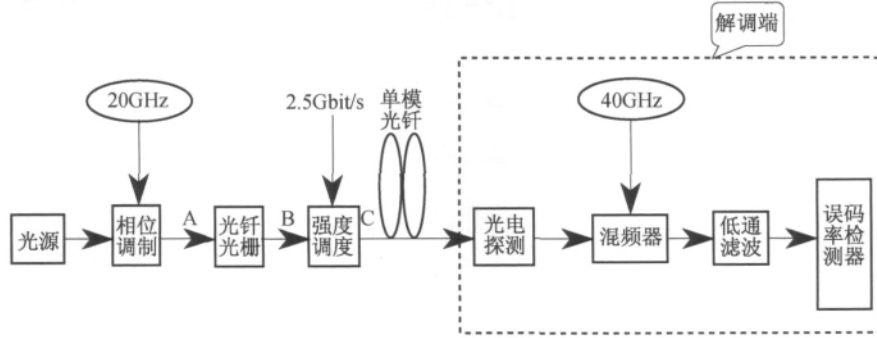 解调端
20GHz
2.5Gbit/s
单模
光钎
40GHz
光源
相位
调制
A
光钎
光栅
B
强度
调度
C
光电
探测
混频器
低通
滤波
误码
率检
测器